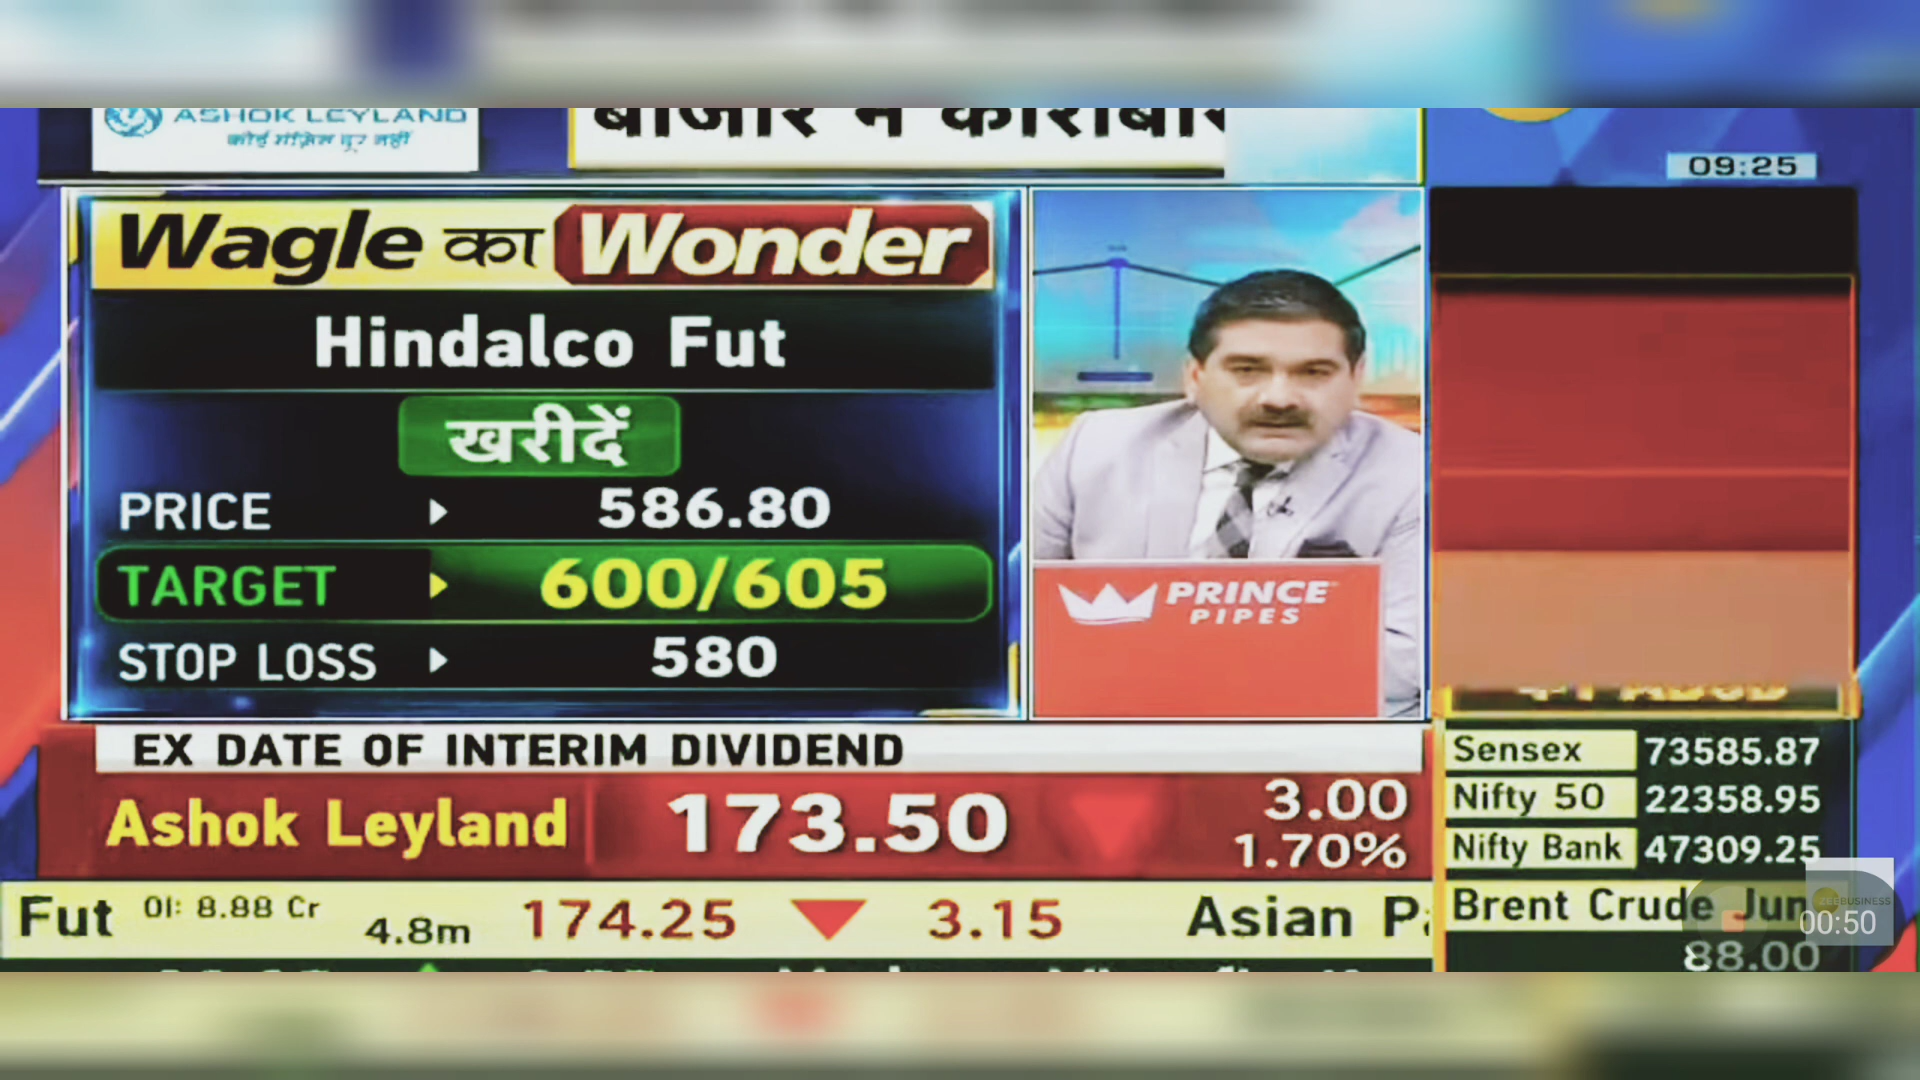 ASHOK LEYLAND
कोई मंज़िल दूर नहीं
बाजार में कारोबार
09:25
Wagle का Wonder
Hindalco Fut
खरीदें
PRICE 586.80
TARGET 600/605
STOP LOSS 580
PRINCE
PIPES
EX DATE OF INTERIM DIVIDEND
Ashok Leyland 173.50 3.00
1.70%
Sensex 73585.87
Nifty 50 22358.95
Nifty Bank 47309.25
Brent Crude Jun
88.00
ZEEBUSINESS
00:50
Fut OI: 8.88 Cr 4.8m 174.25 3.15 Asian Pa